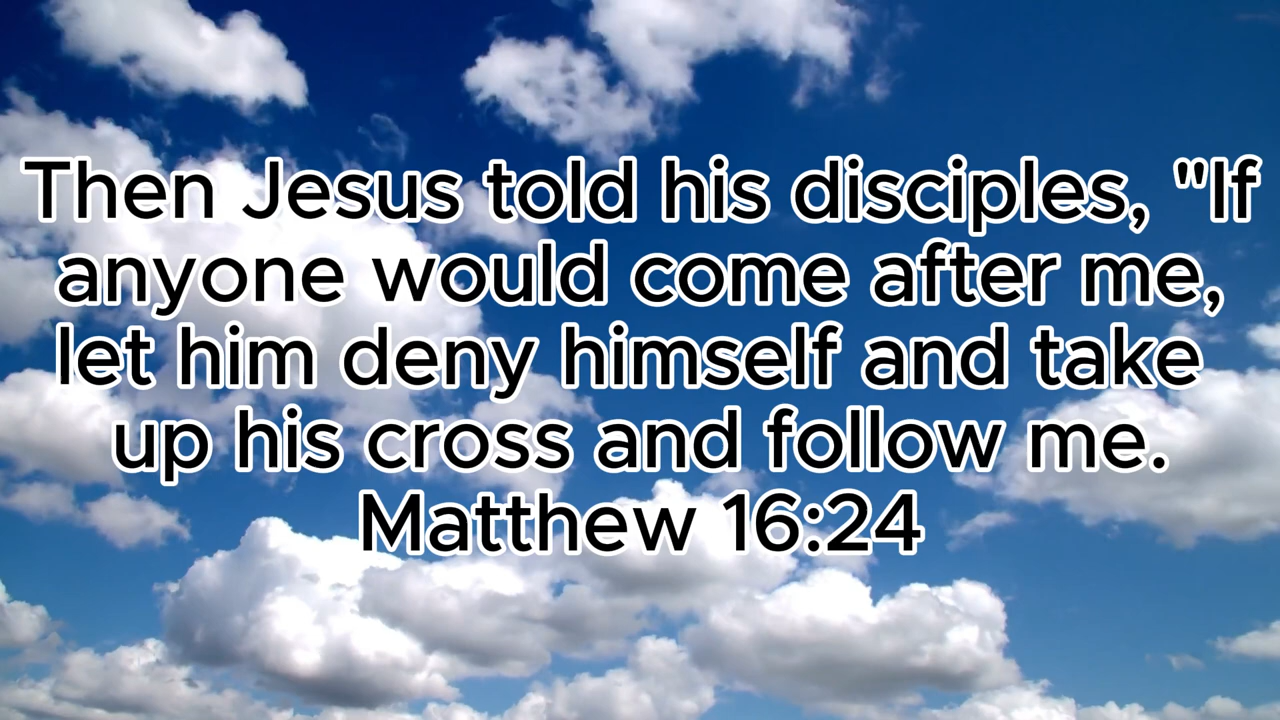 Then Jesus told his disciples, "If
anyone would come after me,
let him deny himself and take
up his cross and follow me.
Matthew 16:24